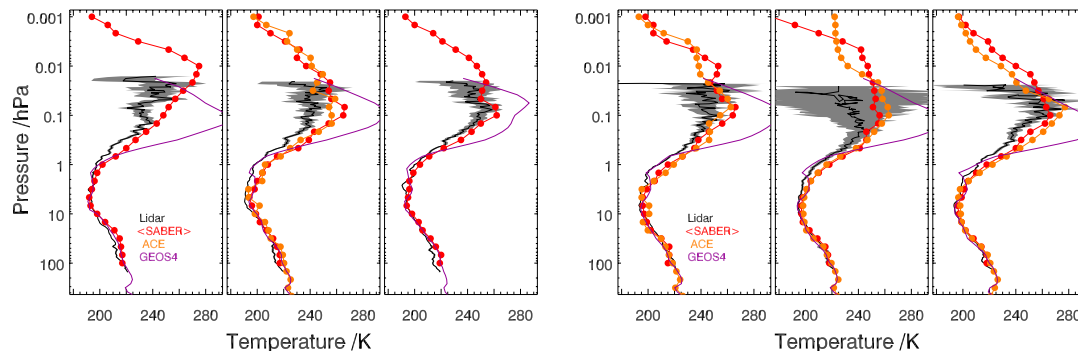 0.001
0.01
0.1
1
10
100
Pressure /hPa
Lidar
<SABER>
ACE
GEOS4
200 240 280 200 240 280 200 240 280
Temperature /K
0.001
0.01
0.1
1
10
100
Pressure /hPa
Lidar
<SABER>
ACE
GEOS4
200 240 280 200 240 280 200 240 280
Temperature /K